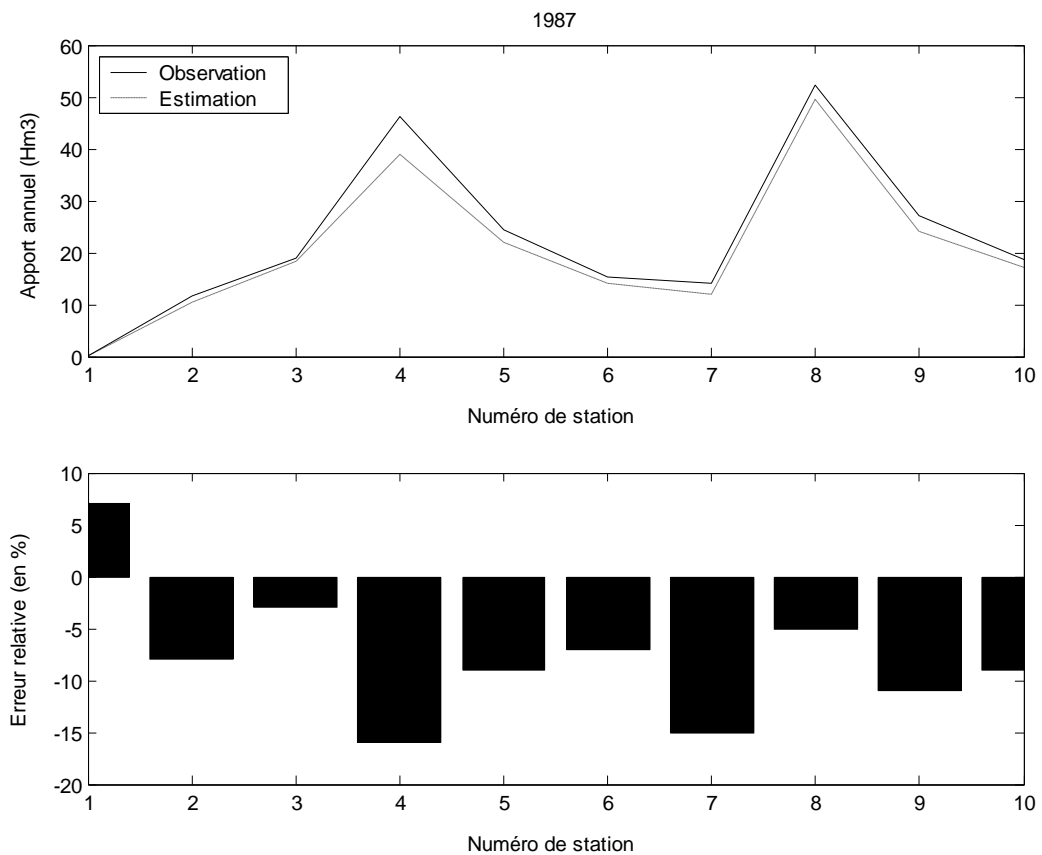 1987
60
50
40
30
20
10
0
Apport annuel (Hm3)
Observation
Estimation
1 2 3 4 5 6 7 8 9 10
Numéro de station
10
5
0
-5
-10
-15
-20
Erreur relative (en %)
1 2 3 4 5 6 7 8 9 10
Numéro de station